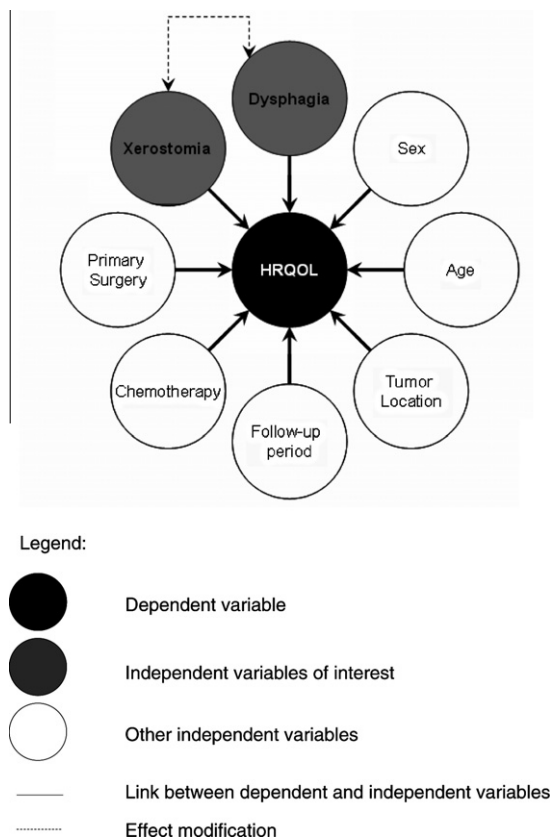 Dysphagia
Xerostomia
Sex
Primary
Surgery
HRQOL
Age
Chemotherapy
Tumor
Location
Follow-up
period
Legend:
Dependent variable
Independent variables of interest
Other independent variables
Link between dependent and independent variables
Effect modification